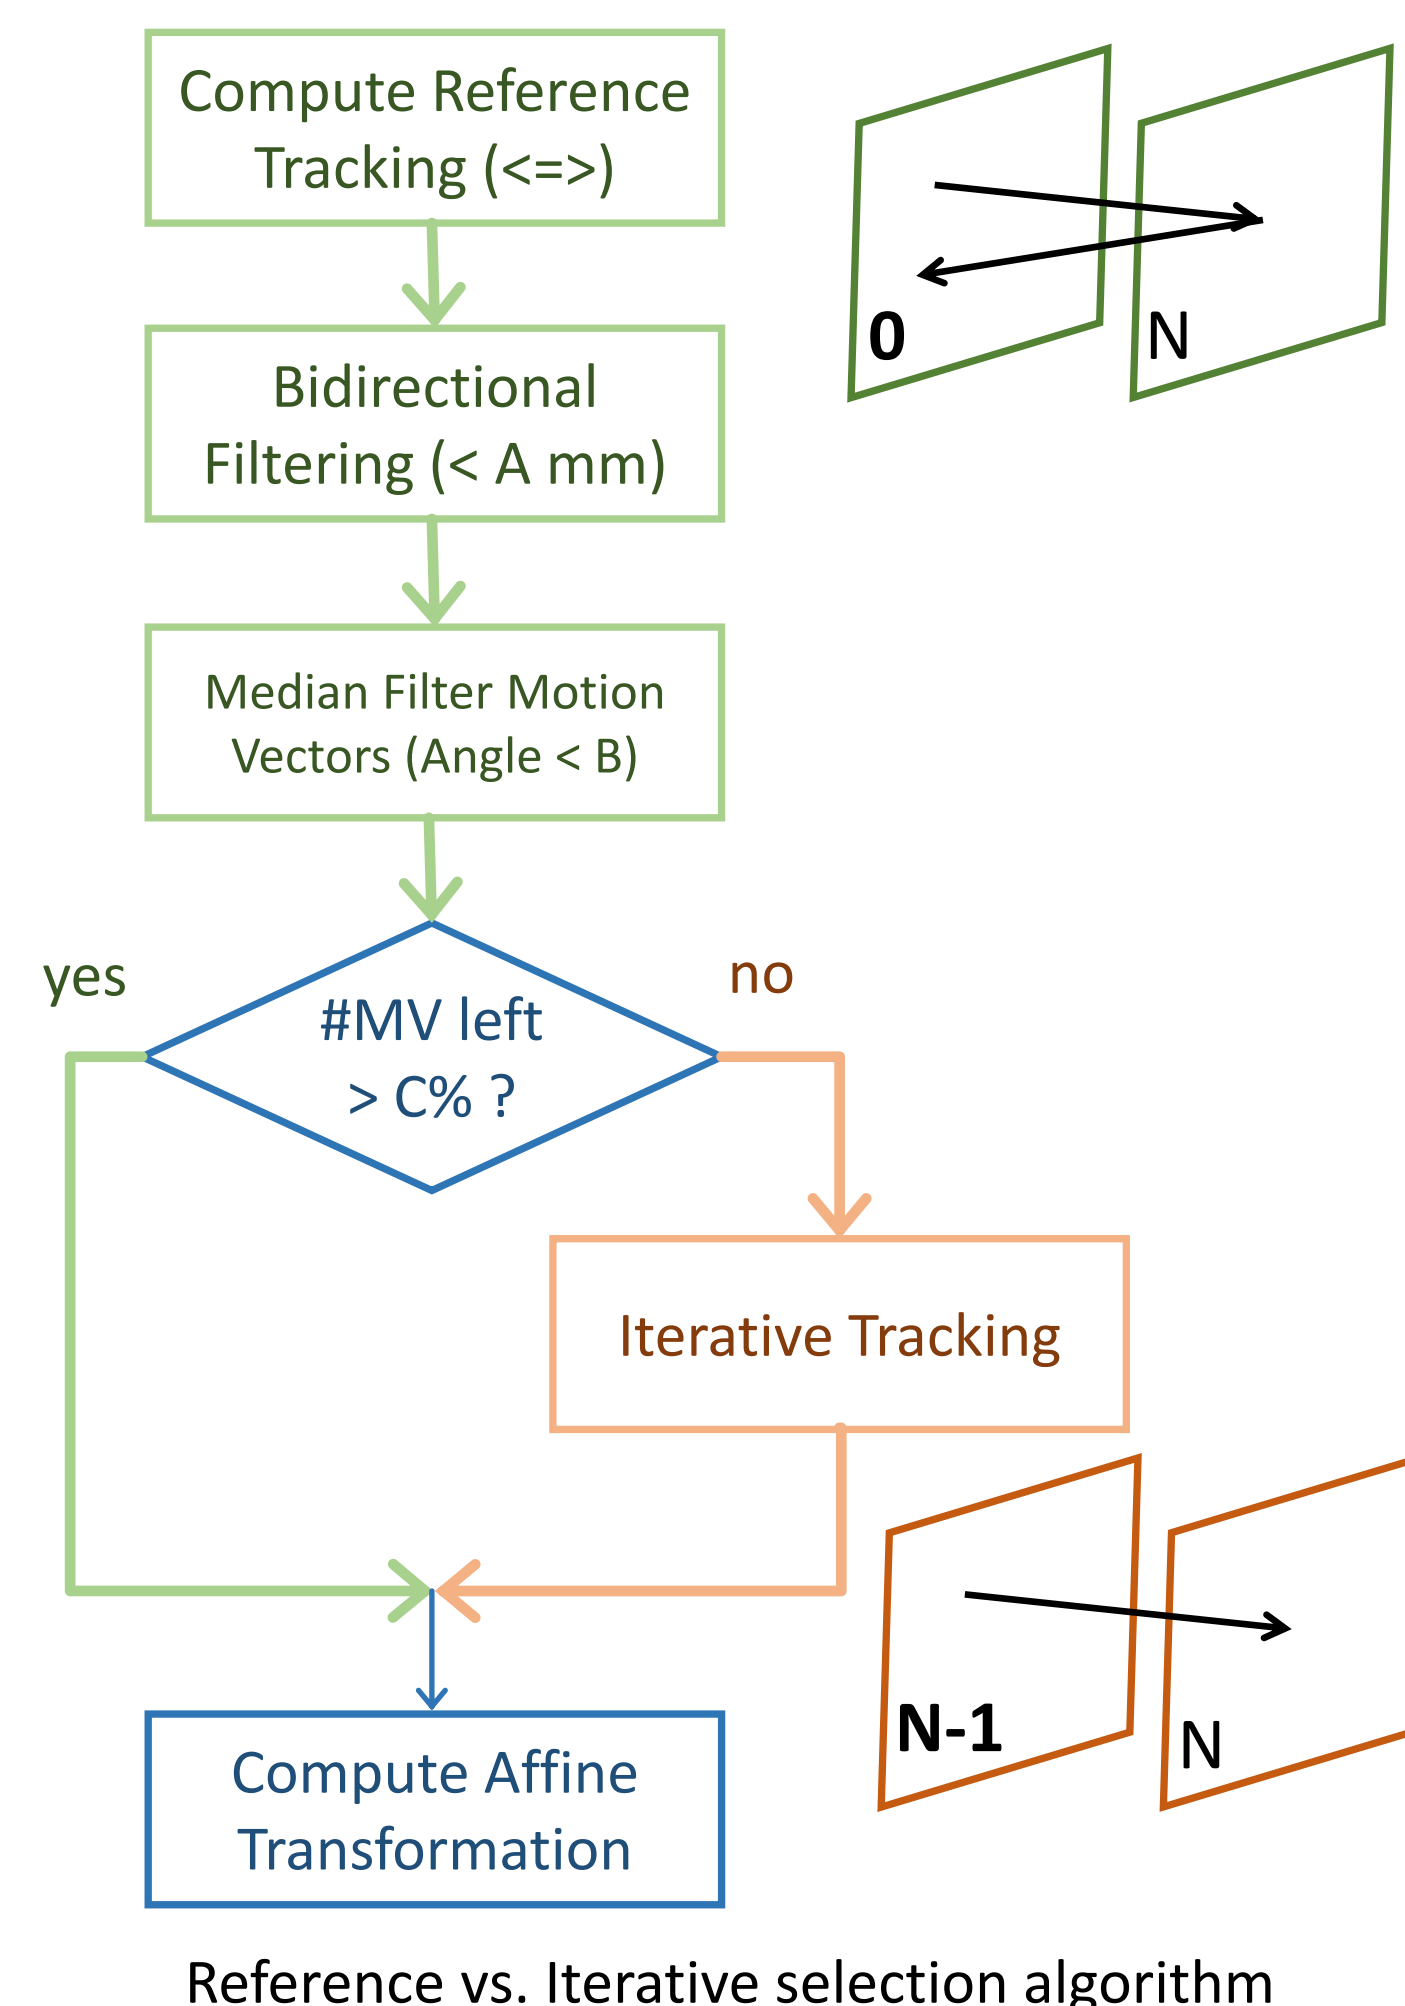 Compute Reference
Tracking (<=>)
0
N
Bidirectional
Filtering (< A mm)
Median Filter Motion
Vectors (Angle < B)
yes
no
#MV left
> C% ?
Iterative Tracking
N-1
N
Compute Affine
Transformation
Reference vs. Iterative selection algorithm